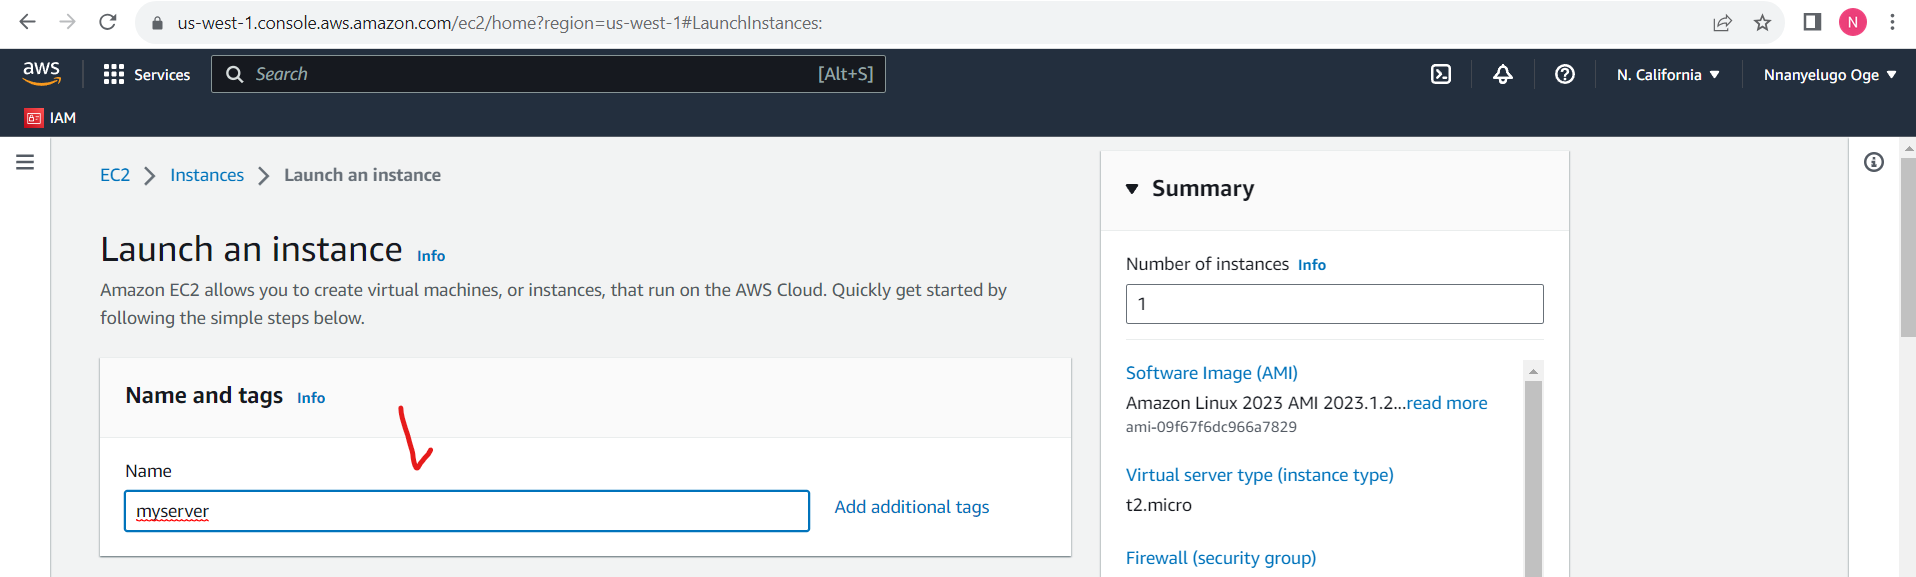 us-west-1.console.aws.amazon.com/ec2/home?region=us-west-1#LaunchInstances:
N
aws
Services
Search
[Alt+S]
N. California
Nnanyelugo Oge
IAM
EC2
Instances
Launch an instance
Launch an instance Info
Amazon EC2 allows you to create virtual machines, or instances, that run on the AWS Cloud. Quickly get started by
following the simple steps below.
Name and tags Info
Name
myserver
Add additional tags
Summary
Number of instances Info
1
Software Image (AMI)
Amazon Linux 2023 AMI 2023.1.2...read more
ami-09f67f6dc966a7829
Virtual server type (instance type)
t2.micro
Firewall (security group)